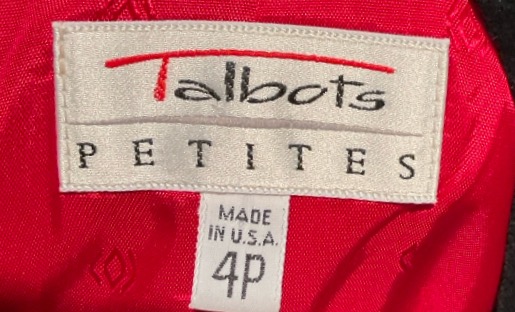 Talbots
PETITES
MADE
IN U.S.A.
4P